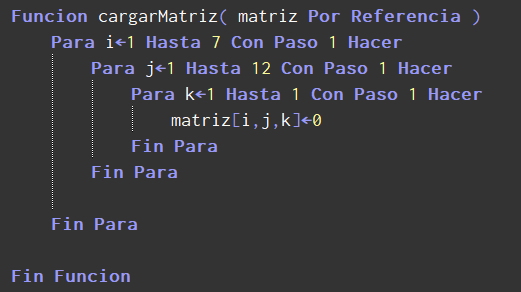 Funcion cargarMatriz( matriz Por Referencia )
Para i←1 Hasta 7 Con Paso 1 Hacer
Para j←1 Hasta 12 Con Paso 1 Hacer
Para k←1 Hasta 1 Con Paso 1 Hacer
matriz[i,j,k]←0
Fin Para
Fin Para
Fin Para
Fin Funcion